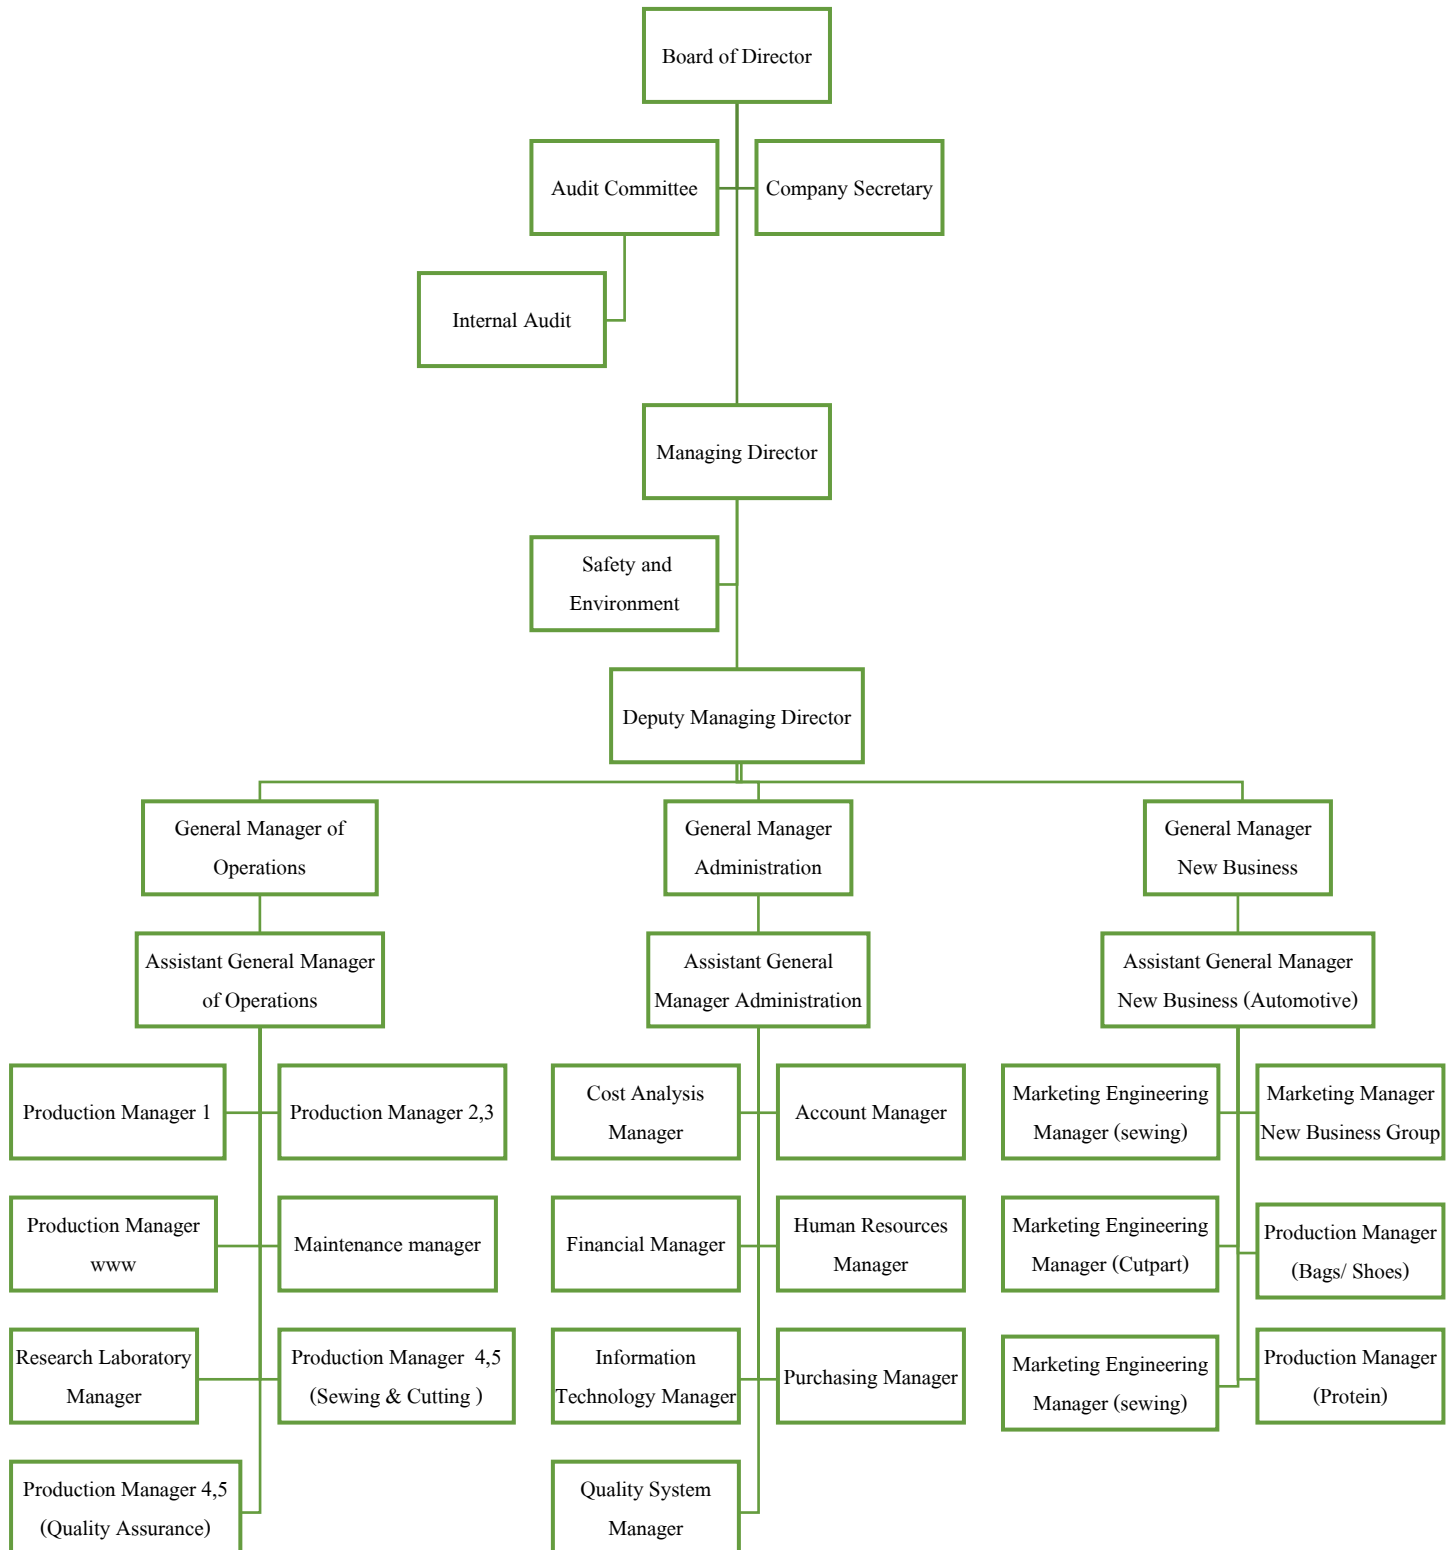 Board of Director
Audit Committee
Company Secretary
Internal Audit
Managing Director
Safety and
Environment
Deputy Managing Director
General Manager of
Operations
General Manager
Administration
General Manager
New Business
Assistant General Manager
of Operations
Assistant General
Manager Administration
Assistant General Manager
New Business (Automotive)
Production Manager 1
Production Manager 2,3
Cost Analysis
Manager
Account Manager
Marketing Engineering
Manager (sewing)
Marketing Manager
New Business Group
Production Manager
www
Maintenance manager
Financial Manager
Human Resources
Manager
Marketing Engineering
Manager (Cutpart)
Production Manager
(Bags/ Shoes)
Research Laboratory
Manager
Production Manager 4,5
(Sewing & Cutting )
Information
Technology Manager
Purchasing Manager
Marketing Engineering
Manager (sewing)
Production Manager
(Protein)
Production Manager 4,5
(Quality Assurance)
Quality System
Manager